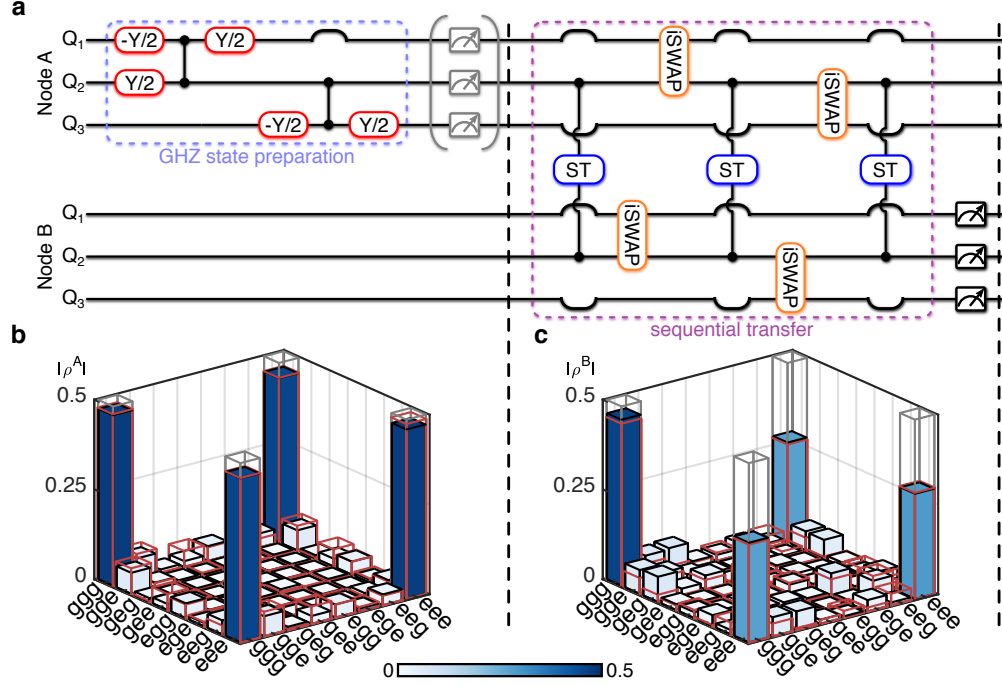 a
Node A
Q1
-Y/2
Y/2
Q2
Y/2
Q3
-Y/2
Y/2
GHZ state preparation
iSWAP
iSWAP
ST
ST
ST
Node B
Q1
Q2
Q3
iSWAP
iSWAP
sequential transfer
b
|ρA|
0.5
0.25
0
ggg
gge
geg
gee
egg
ege
eeg
eee
ggg
gge
geg
gee
egg
ege
eeg
eee
c
|ρB|
0.5
0.25
0
ggg
gge
geg
gee
egg
ege
eeg
eee
ggg
gge
geg
gee
egg
ege
eeg
eee
0
0.5